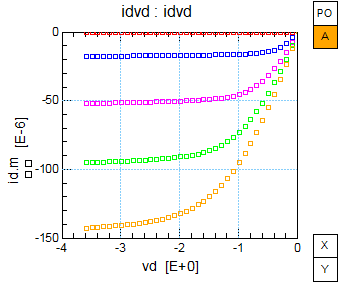 idvd : idvd
PO
A
0
-50
-100
-150
id.m [E-6]
-4
-3
-2
-1
0
vd [E+0]
X
Y